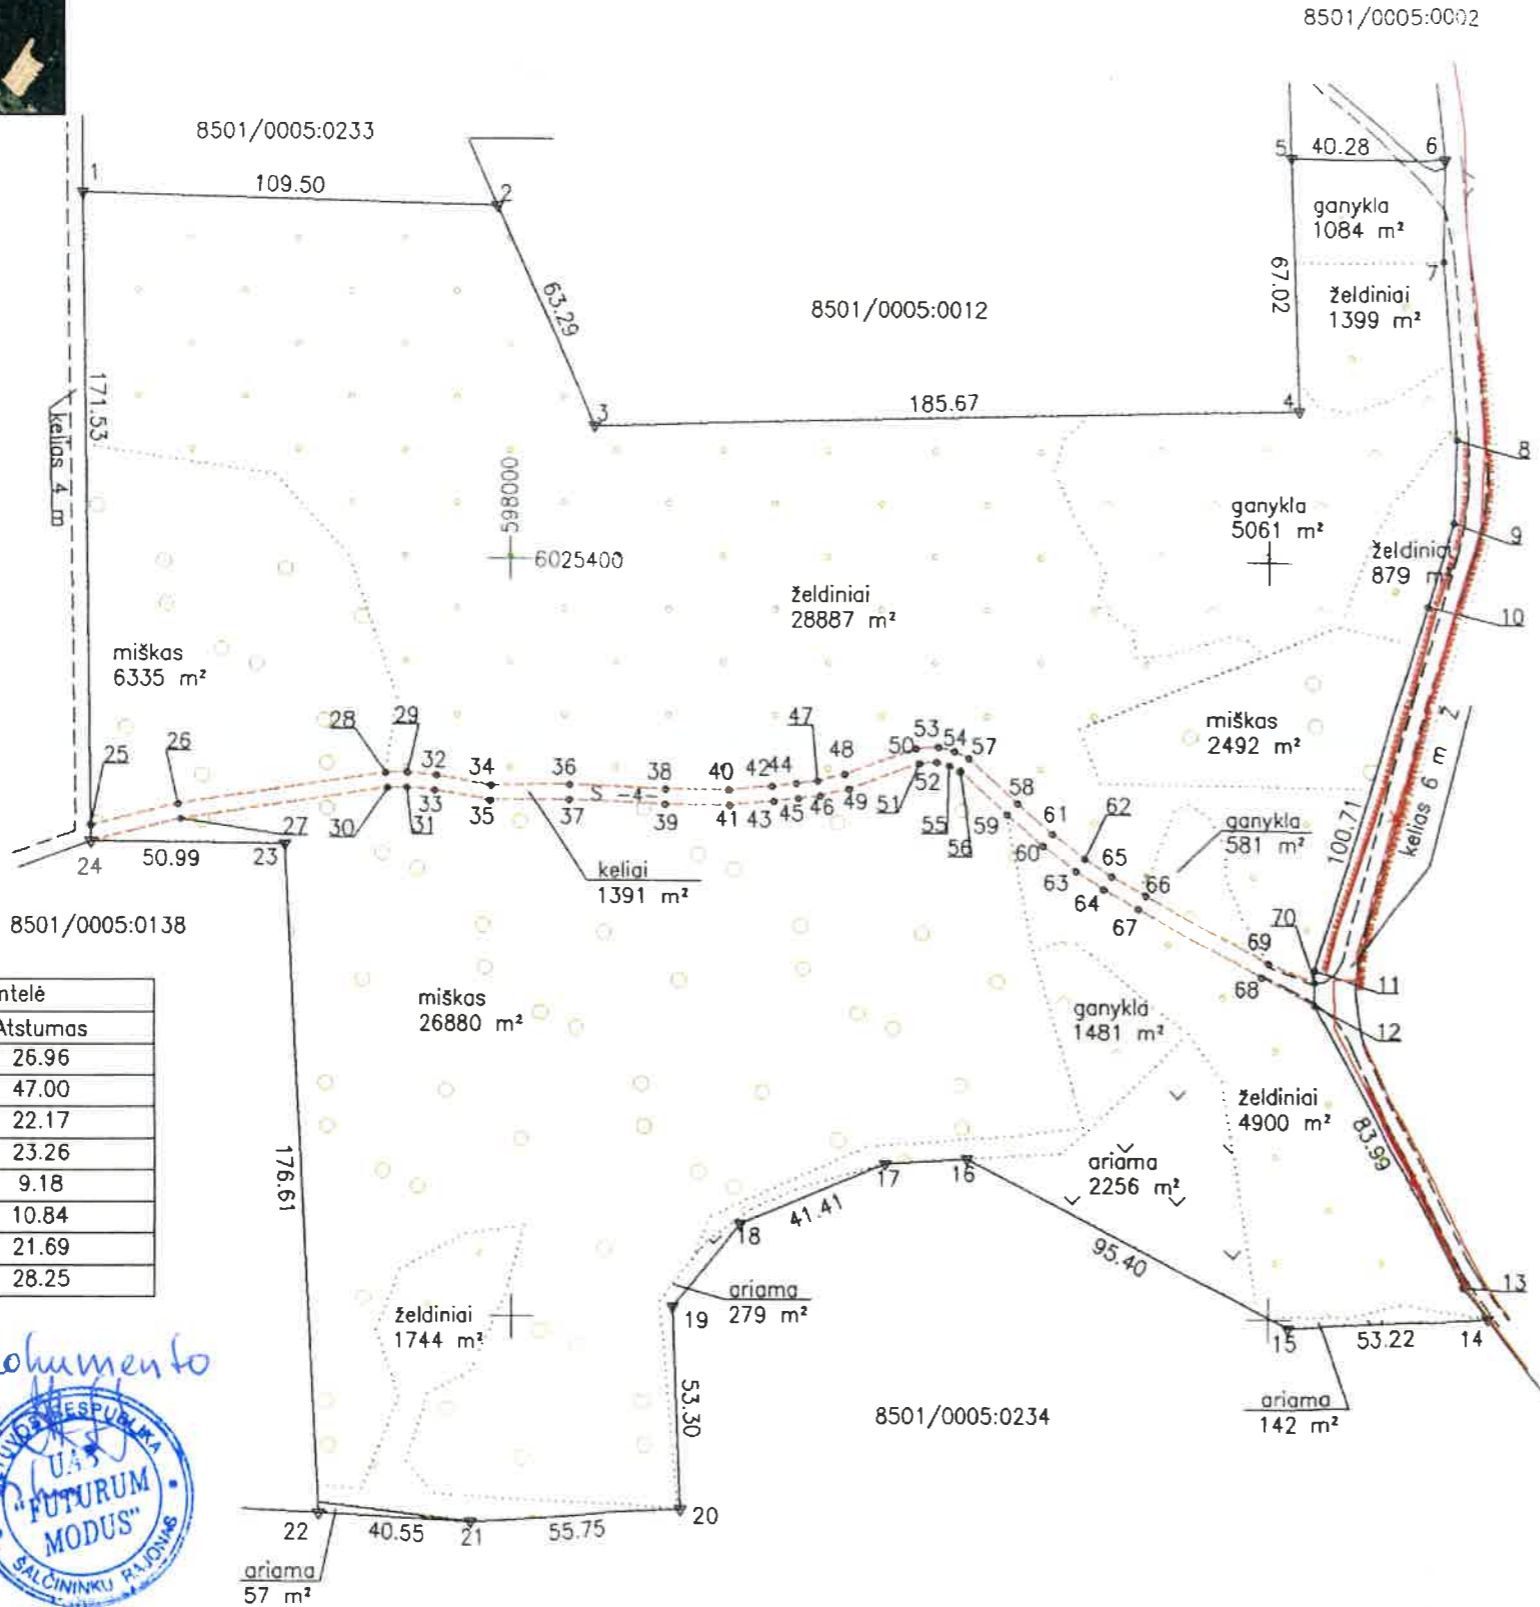 8501/0005:0002
8501/0005:0233
1
109.50
2
5
40.28
6
ganykla
1084 m²
7
67.02
želdiniai
1399 m²
63.29
8501/0005:0012
171.53
kelias 4 m
3
185.67
4
8
598000
6025400
ganykla
5061 m²
9
želdiniai
879 m²
10
želdiniai
28887 m²
miškas
6335 m²
miškas
2492 m²
kelias 6 m Ž
100.71
25
26
28
29
32
34
36
38
40
42
44
47
48
50
53
54
57
58
61
62
65
66
ganykla
581 m²
S -4-
24
50.99
23
27
30
31
33
35
37
39
41
43
45
46
49
51
52
55
56
59
60
63
64
67
70
69
68
11
12
keliai
1391 m²
8501/0005:0138
ntelė
Atstumas
26.96
47.00
22.17
23.26
9.18
10.84
21.69
28.25
miškas
26880 m²
ganykla
1481 m²
želdiniai
4900 m²
83.99
176.61
17
16
ariama
2256 m²
41.41
18
95.40
ariama
279 m²
19
želdiniai
1744 m²
13
15
53.22
14
53.30
8501/0005:0234
ariama
142 m²
20
22
40.55
21
55.75
ariama
57 m²
UAB
"FUTURUM
MODUS"
ŠALČININKŲ RAJONAS